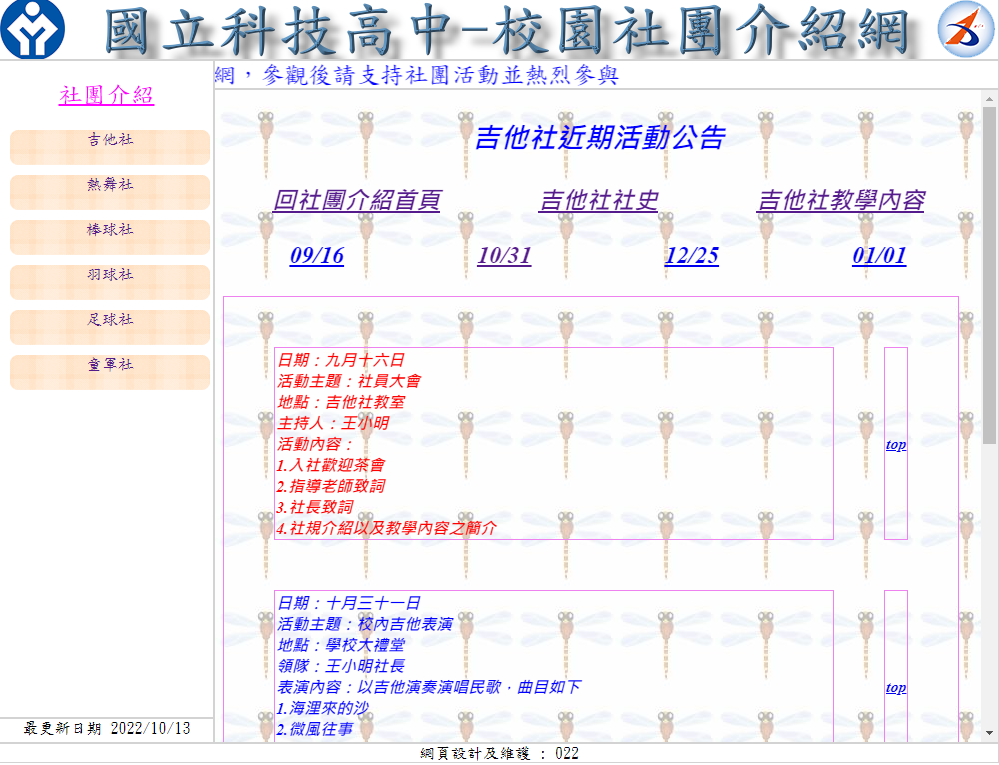 國立科技高中-校園社團介紹網
網，參觀後請支持社團活動並熱烈參與
社團介紹
吉他社
熱舞社
棒球社
羽球社
足球社
童軍社
最更新日期 2022/10/13
吉他社近期活動公告
回社團介紹首頁 吉他社社史 吉他社教學內容
09/16 10/31 12/25 01/01
日期：九月十六日
活動主題：社員大會
地點：吉他社教室
主持人：王小明
活動內容：
1.入社歡迎茶會
2.指導老師致詞
3.社長致詞
4.社規介紹以及教學內容之簡介
top
日期：十月三十一日
活動主題：校內吉他表演
地點：學校大禮堂
領隊：王小明社長
表演內容：以吉他演奏演唱民歌，曲目如下
1.海浬來的沙
2.微風往事
top
網頁設計及維護 : 022